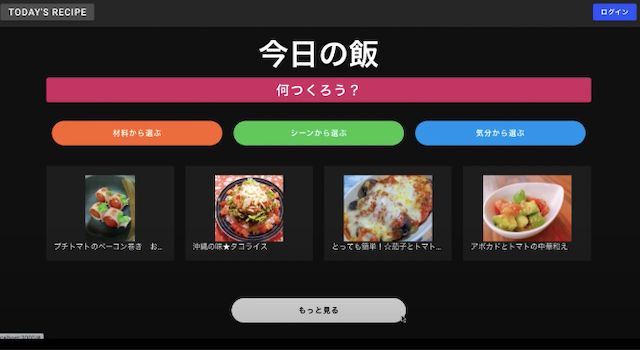 TODAY'S RECIPE
ログイン
今日の飯
何つくろう？
材料から選ぶ
シーンから選ぶ
気分から選ぶ
プチトマトのベーコン巻き お...
沖縄の味★タコライス
とっても簡単！☆茄子とトマト...
アボカドとトマトの中華和え
もっと見る